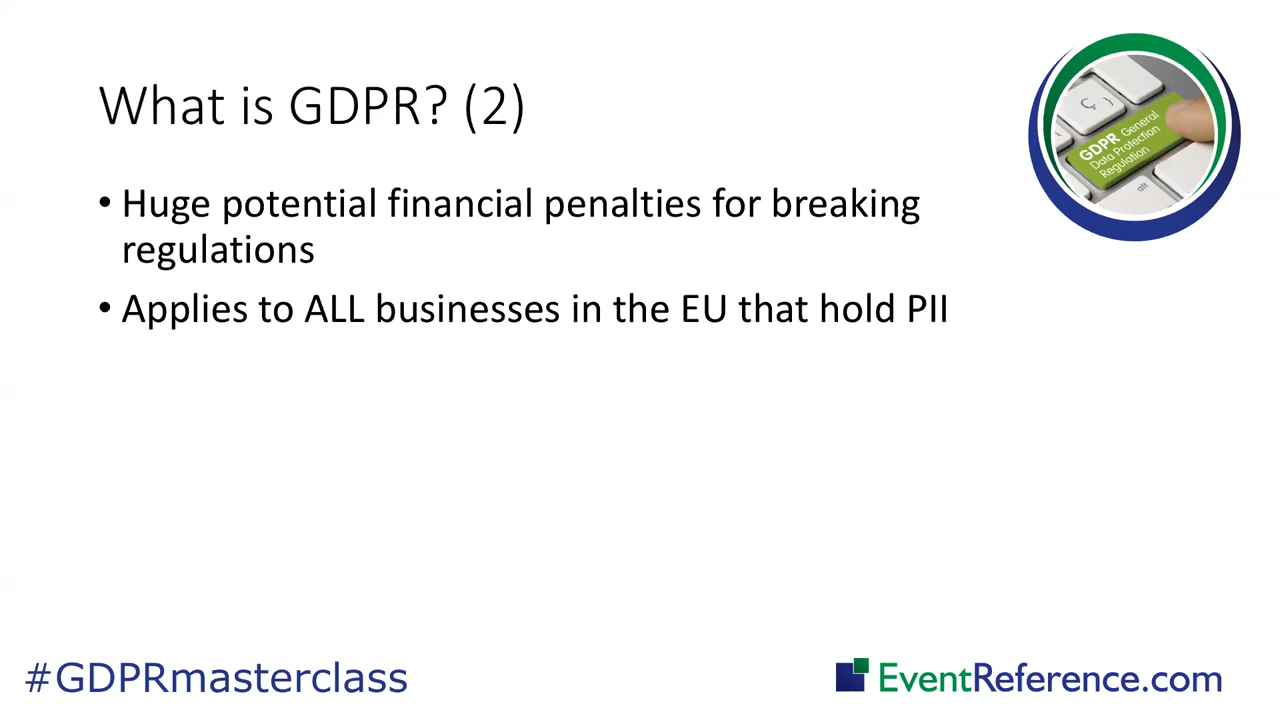 What is GDPR? (2)
• Huge potential financial penalties for breaking
regulations
• Applies to ALL businesses in the EU that hold PII
Ç
GDPR General
Data Protection
Regulation
alt
#GDPRmasterclass
EventReference.com